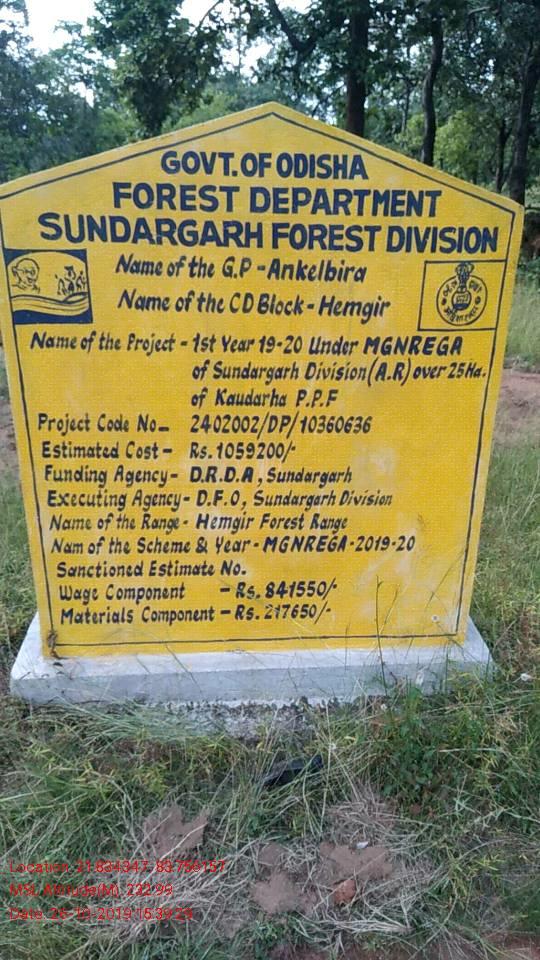 GOVT. OF ODISHA
FOREST DEPARTMENT
SUNDARGARH FOREST DIVISION
Name of the G.P - Ankelbira
Name of the CD Block - Hemgir
Name of the Project - 1st Year 19-20 Under MGNREGA
of Sundargarh Division (A.R) over 25Ha.
of Kaudarha P.P.F
Project Code No- 2402002/DP/10360636
Estimated Cost - Rs. 1059200/-
Funding Agency - D.R.D.A, Sundargarh
Executing Agency - D.F.O, Sundargarh Division
Name of the Range - Hemgir Forest Range
Nam of the Scheme & Year - MGNREGA-2019-20
Sanctioned Estimate No.
Wage Component - Rs. 841550/-
Materials Component - Rs. 217650/-
Location. 21.834347, 83.756157
MSL Altitude(M). 232.99
Date. 26-10-2019 15:39:29